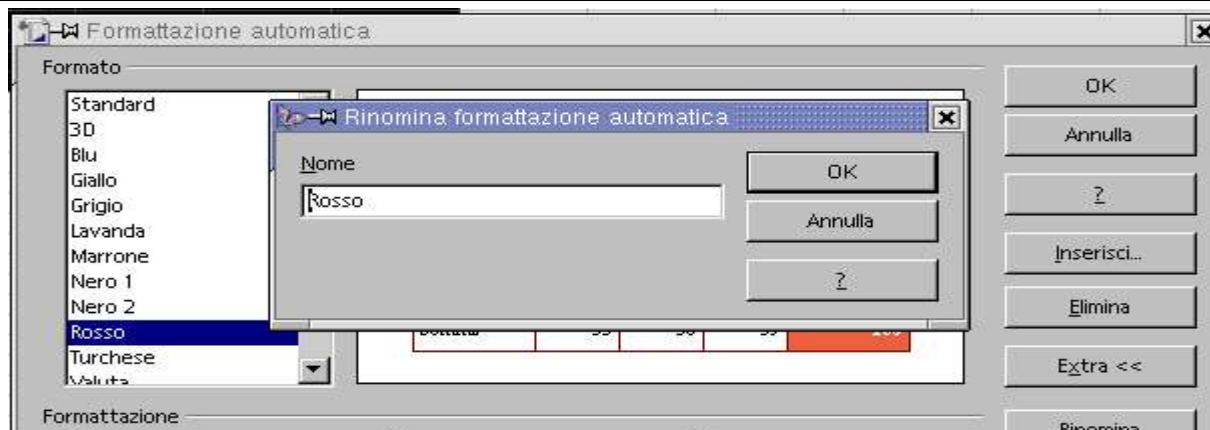 Formattazione automatica
Formato
Standard
3D
Blu
Giallo
Grigio
Lavanda
Marrone
Nero 1
Nero 2
Rosso
Turchese
Valuta
Rinomina formattazione automatica
Nome
Rosso
OK
Annulla
?
OK
Annulla
?
Inserisci...
Elimina
Extra <<
Rinomina
Formattazione